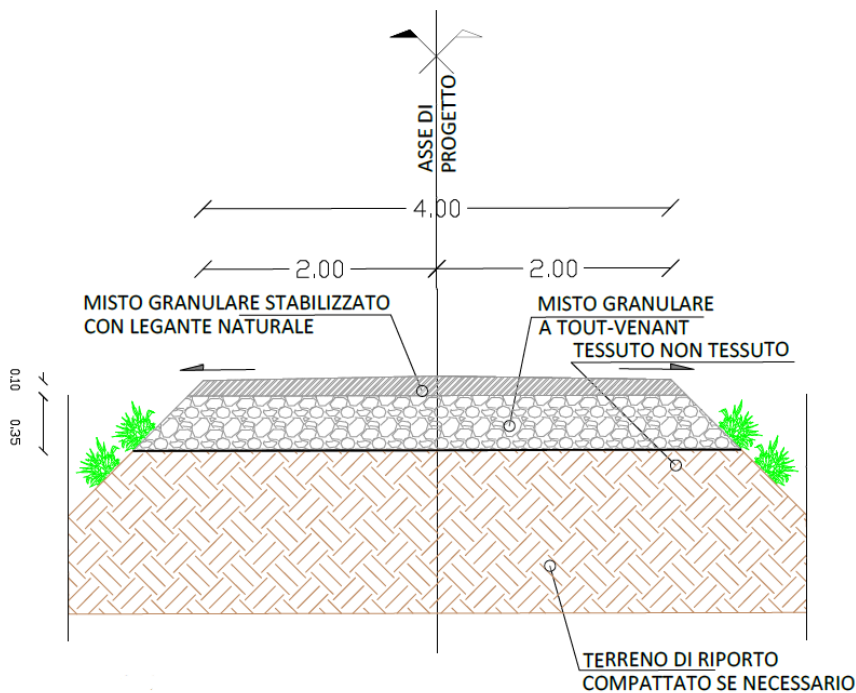 ASSE DI
PROGETTO
4.00
2.00
2.00
MISTO GRANULARE STABILIZZATO
CON LEGANTE NATURALE
MISTO GRANULARE
A TOUT-VENANT
TESSUTO NON TESSUTO
0.10
0.35
TERRENO DI RIPORTO
COMPATTATO SE NECESSARIO